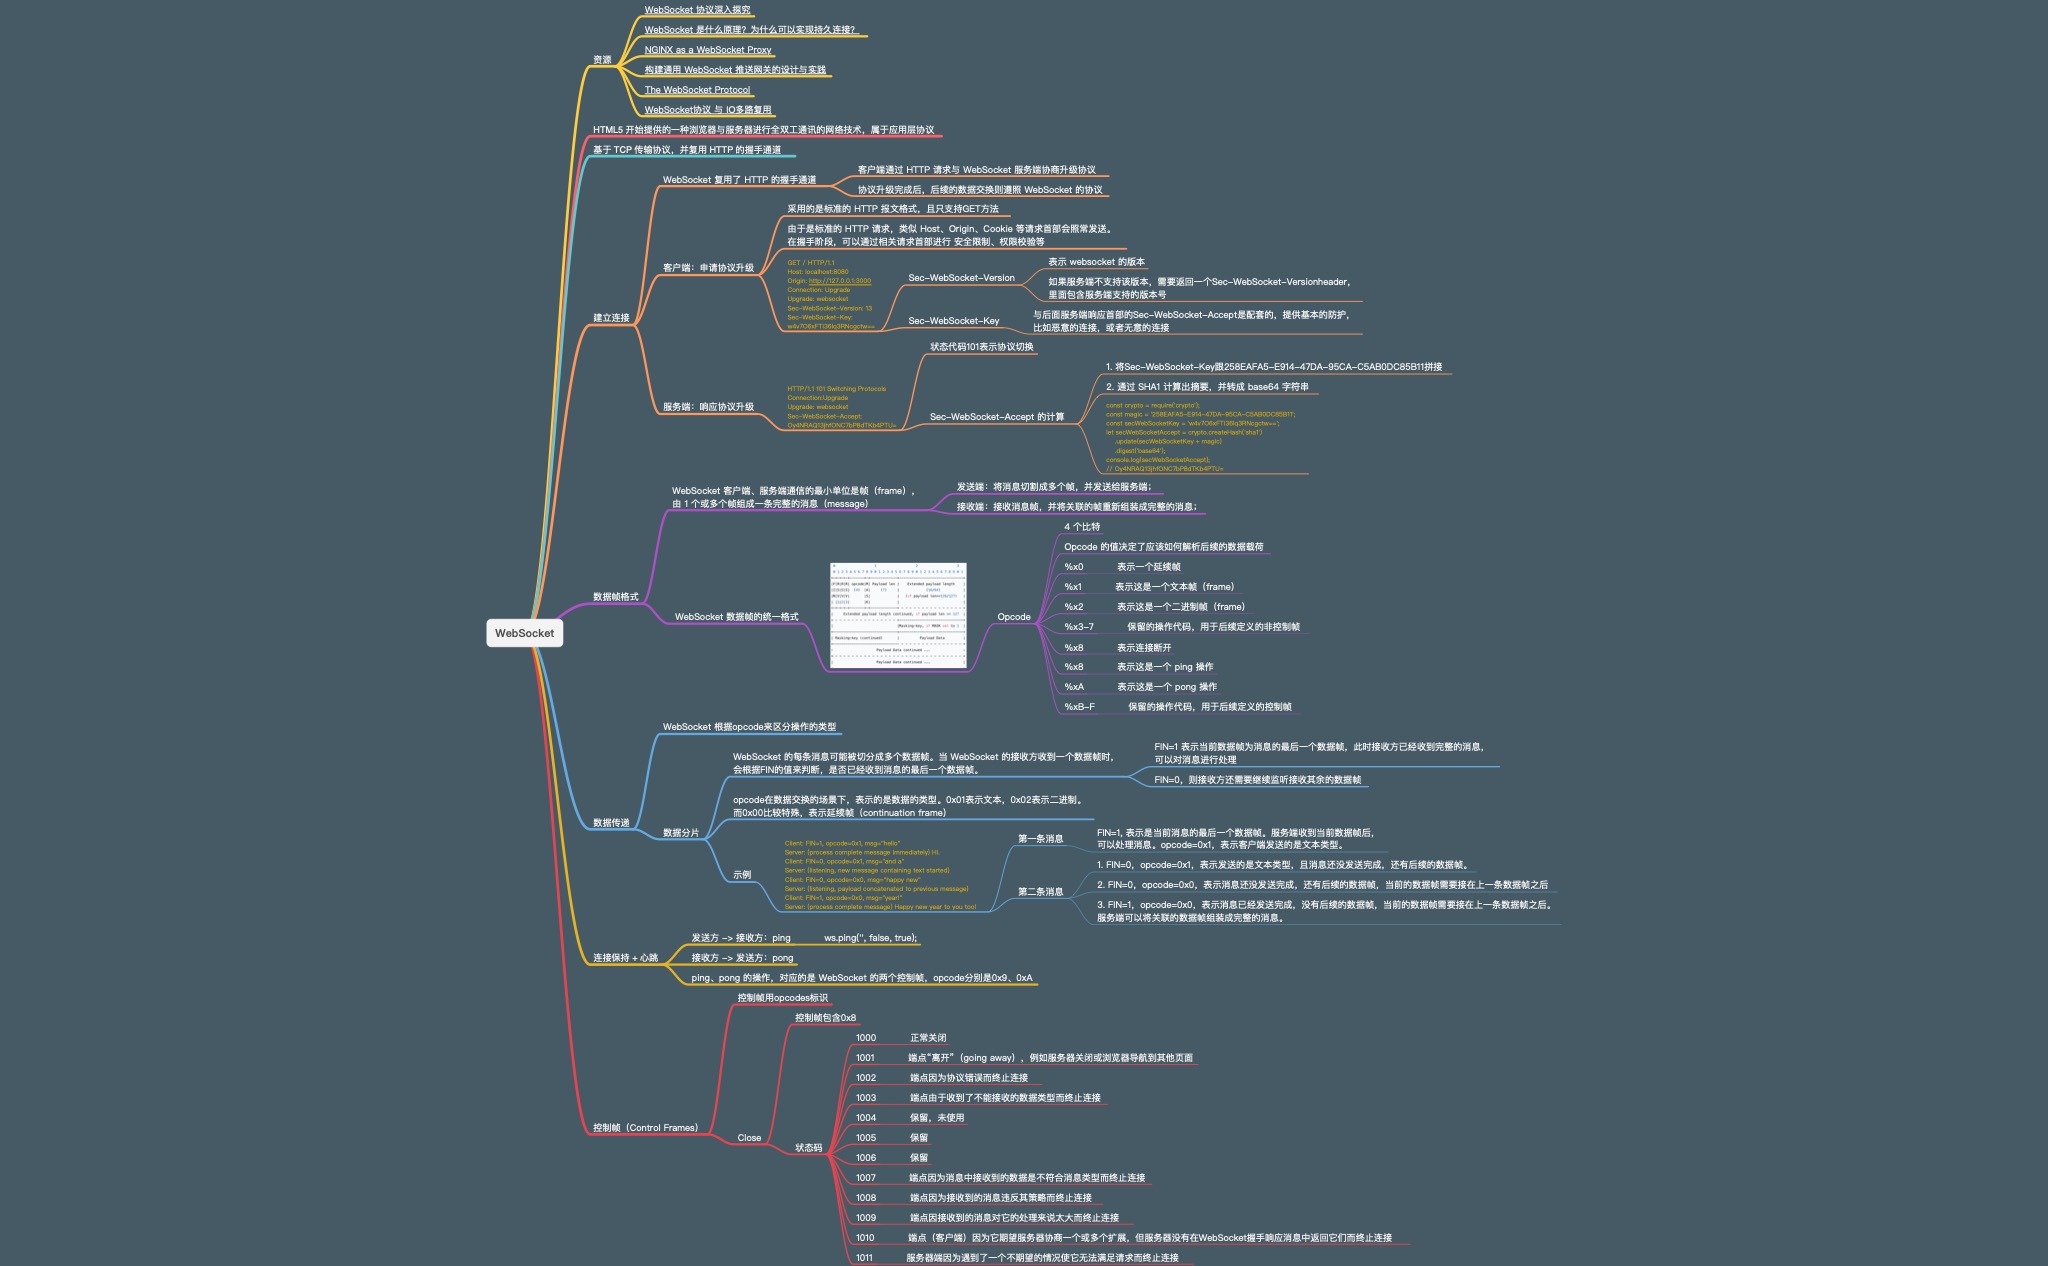 WebSocket
资源
WebSocket 协议深入探究
WebSocket 是什么原理？为什么可以实现持久连接？
NGINX as a WebSocket Proxy
构建通用 WebSocket 推送网关的设计与实践
The WebSocket Protocol
WebSocket协议 与 IO多路复用
HTML5 开始提供的一种浏览器与服务器进行全双工通讯的网络技术，属于应用层协议
基于 TCP 传输协议，并复用 HTTP 的握手通道
建立连接
WebSocket 复用了 HTTP 的握手通道
客户端通过 HTTP 请求与 WebSocket 服务端协商升级协议
协议升级完成后，后续的数据交换则遵照 WebSocket 的协议
客户端：申请协议升级
采用的是标准的 HTTP 报文格式，且只支持GET方法
由于是标准的 HTTP 请求，类似 Host、Origin、Cookie 等请求首部会照常发送。
在握手阶段，可以通过相关请求首部进行 安全限制、权限校验等
GET / HTTP/1.1
Host: localhost:8080
Origin: http://127.0.0.1:3000
Connection: Upgrade
Upgrade: websocket
Sec-WebSocket-Version: 13
Sec-WebSocket-Key:
w4v7O6xFTI36lq3RNcgctw==
Sec-WebSocket-Version
表示 websocket 的版本
如果服务端不支持该版本，需要返回一个Sec-WebSocket-Versionheader，
里面包含服务端支持的版本号
Sec-WebSocket-Key
与后面服务端响应首部的Sec-WebSocket-Accept是配套的，提供基本的防护，
比如恶意的连接，或者无意的连接
服务端：响应协议升级
HTTP/1.1 101 Switching Protocols
Connection:Upgrade
Upgrade: websocket
Sec-WebSocket-Accept:
Oy4NRAQ13jhfONC7bP8dTKb4PTU=
状态代码101表示协议切换
Sec-WebSocket-Accept 的计算
1. 将Sec-WebSocket-Key跟258EAFA5-E914-47DA-95CA-C5AB0DC85B11拼接
2. 通过 SHA1 计算出摘要，并转成 base64 字符串
const crypto = require('crypto');
const magic = '258EAFA5-E914-47DA-95CA-C5AB0DC85B11';
const secWebSocketKey = 'w4v7O6xFTI36lq3RNcgctw==';
let secWebSocketAccept = crypto.createHash('sha1')
.update(secWebSocketKey + magic)
.digest('base64');
console.log(secWebSocketAccept);
// Oy4NRAQ13jhfONC7bP8dTKb4PTU=
数据帧格式
WebSocket 客户端、服务端通信的最小单位是帧（frame），
由 1 个或多个帧组成一条完整的消息（message）
发送端：将消息切割成多个帧，并发送给服务端；
接收端：接收消息帧，并将关联的帧重新组装成完整的消息；
WebSocket 数据帧的统一格式
Opcode
4 个比特
Opcode 的值决定了应该如何解析后续的数据载荷
%x0 表示一个延续帧
%x1 表示这是一个文本帧（frame）
%x2 表示这是一个二进制帧（frame）
%x3-7 保留的操作代码，用于后续定义的非控制帧
%x8 表示连接断开
%x8 表示这是一个 ping 操作
%xA 表示这是一个 pong 操作
%xB-F 保留的操作代码，用于后续定义的控制帧
数据传递
WebSocket 根据opcode来区分操作的类型
数据分片
WebSocket 的每条消息可能被切分成多个数据帧。当 WebSocket 的接收方收到一个数据帧时，
会根据FIN的值来判断，是否已经收到消息的最后一个数据帧。
FIN=1 表示当前数据帧为消息的最后一个数据帧，此时接收方已经收到完整的消息，
可以对消息进行处理
FIN=0，则接收方还需要继续监听接收其余的数据帧
opcode在数据交换的场景下，表示的是数据的类型。0x01表示文本，0x02表示二进制。
而0x00比较特殊，表示延续帧（continuation frame）
示例
Client: FIN=1, opcode=0x1, msg="hello"
Server: (process complete message immediately) Hi.
Client: FIN=0, opcode=0x1, msg="and a"
Server: (listening, new message containing text started)
Client: FIN=0, opcode=0x0, msg="happy new"
Server: (listening, payload concatenated to previous message)
Client: FIN=1, opcode=0x0, msg="year!"
Server: (process complete message) Happy new year to you too!
第一条消息
FIN=1, 表示是当前消息的最后一个数据帧。服务端收到当前数据帧后，
可以处理消息。opcode=0x1，表示客户端发送的是文本类型。
第二条消息
1. FIN=0，opcode=0x1，表示发送的是文本类型，且消息还没发送完成，还有后续的数据帧。
2. FIN=0，opcode=0x0，表示消息还没发送完成，还有后续的数据帧，当前的数据帧需要接在上一条数据帧之后
3. FIN=1，opcode=0x0，表示消息已经发送完成，没有后续的数据帧，当前的数据帧需要接在上一条数据帧之后。
服务端可以将关联的数据帧组装成完整的消息。
连接保持 + 心跳
发送方 -> 接收方：ping ws.ping('', false, true);
接收方 -> 发送方：pong
ping、pong 的操作，对应的是 WebSocket 的两个控制帧，opcode分别是0x9、0xA
控制帧（Control Frames）
控制帧用opcodes标识
Close
控制帧包含0x8
状态码
1000 正常关闭
1001 端点“离开”（going away），例如服务器关闭或浏览器导航到其他页面
1002 端点因为协议错误而终止连接
1003 端点由于收到了不能接收的数据类型而终止连接
1004 保留，未使用
1005 保留
1006 保留
1007 端点因为消息中接收到的数据是不符合消息类型而终止连接
1008 端点因为接收到的消息违反其策略而终止连接
1009 端点因接收到的消息对它的处理来说太大而终止连接
1010 端点（客户端）因为它期望服务器协商一个或多个扩展，但服务器没有在WebSocket握手响应消息中返回它们而终止连接
1011 服务器端因为遇到了一个不期望的情况使它无法满足请求而终止连接